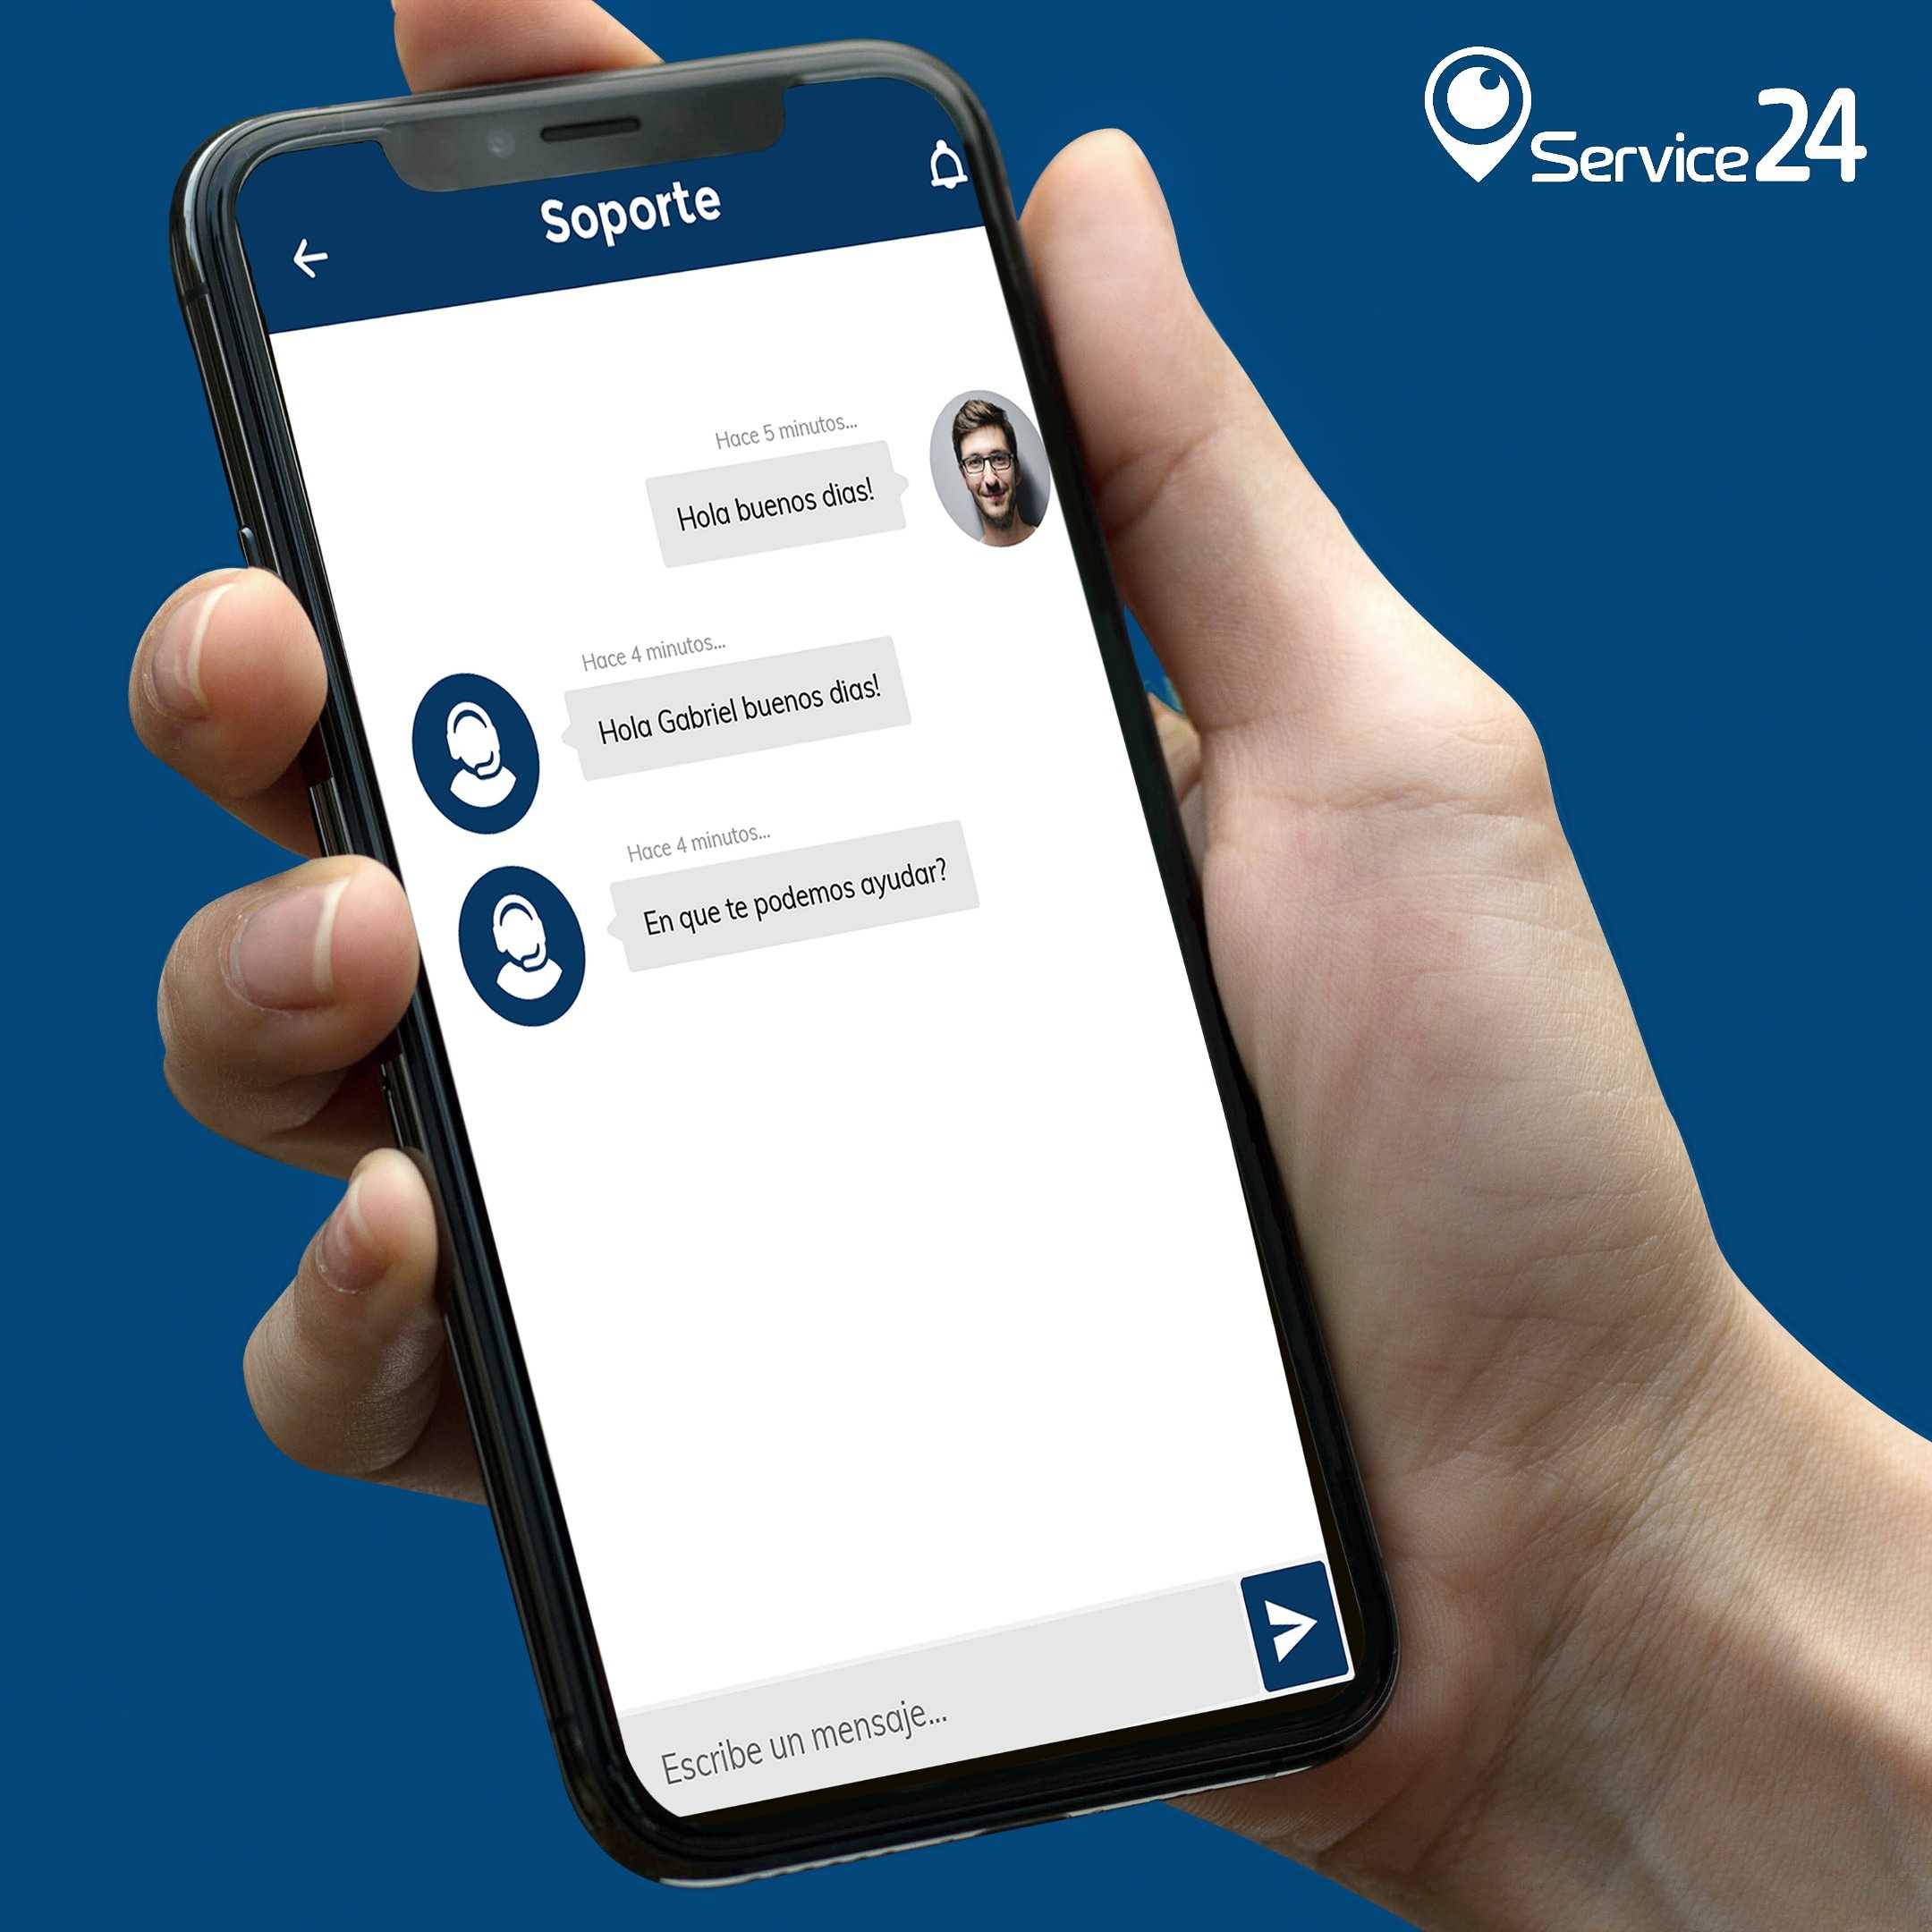 Service24
Soporte
Hace 5 minutos...
Hola buenos dias!
Hace 4 minutos...
Hola Gabriel buenos dias!
Hace 4 minutos...
En que te podemos ayudar?
Escribe un mensaje...